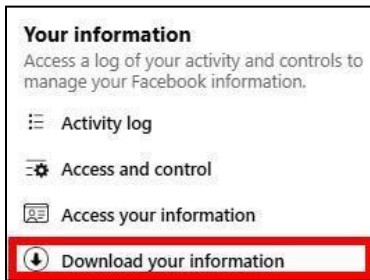 Your information
Access a log of your activity and controls to
manage your Facebook information.
Activity log
Access and control
Access your information
Download your information